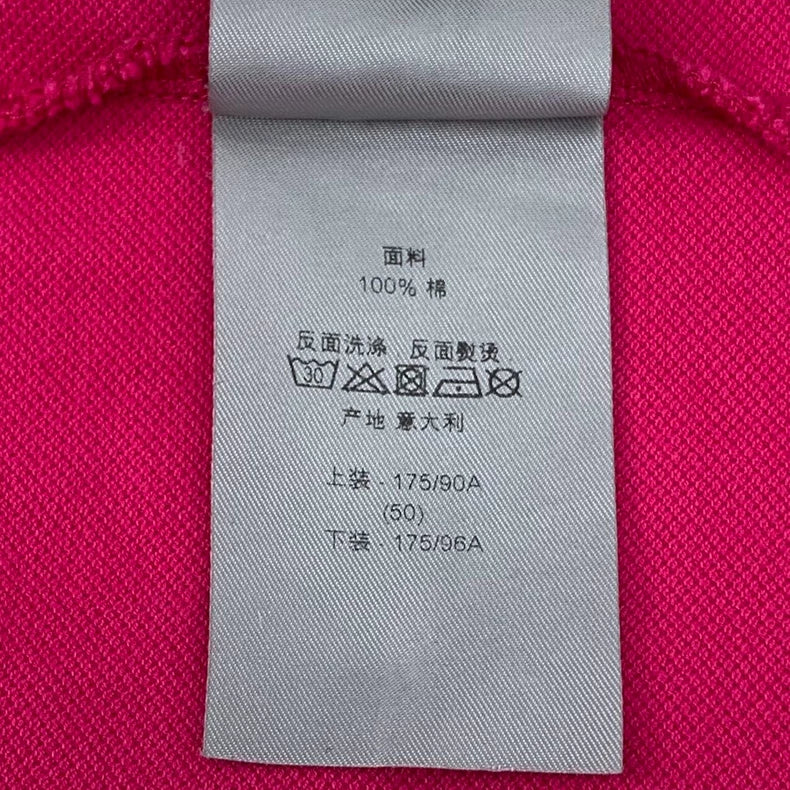 面料
100% 棉
反面洗涤 反面熨烫
30
产地 意大利
上装 - 175/90A
(50)
下装 - 175/96A